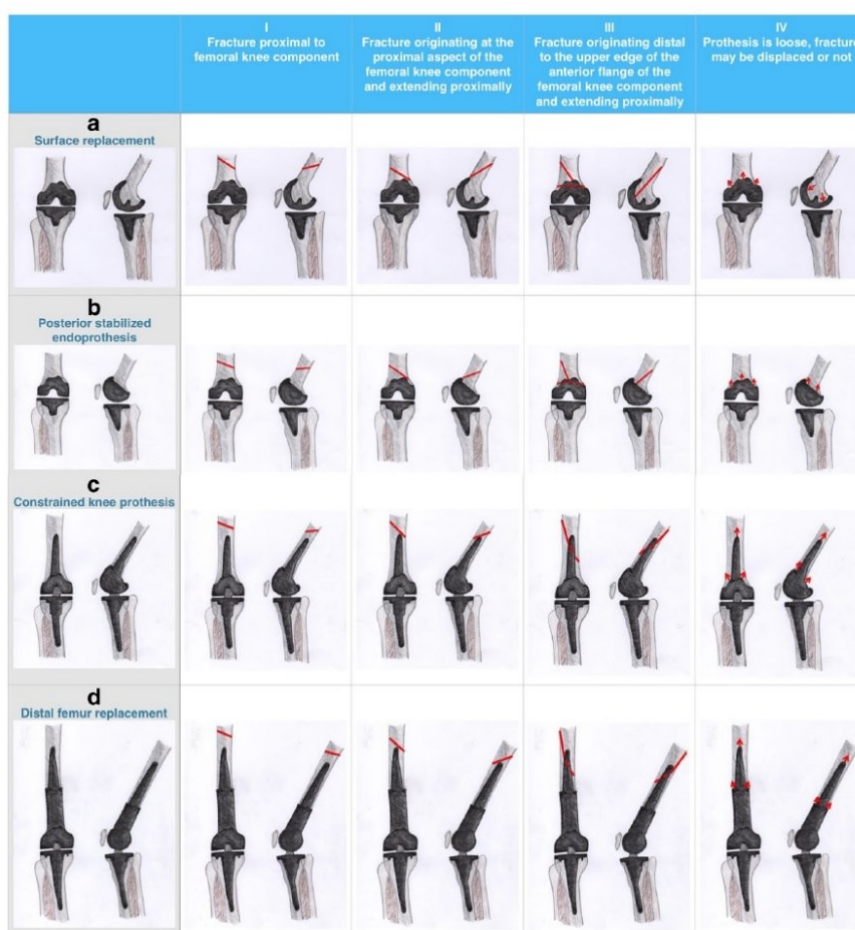 I
Fracture proximal to
femoral knee component
II
Fracture originating at the
proximal aspect of the
femoral knee component
and extending proximally
III
Fracture originating distal
to the upper edge of the
anterior flange of the
femoral knee component
and extending proximally
IV
Prothesis is loose, fracture
may be displaced or not
a
Surface replacement
b
Posterior stabilized
endoprothesis
c
Constrained knee prothesis
d
Distal femur replacement